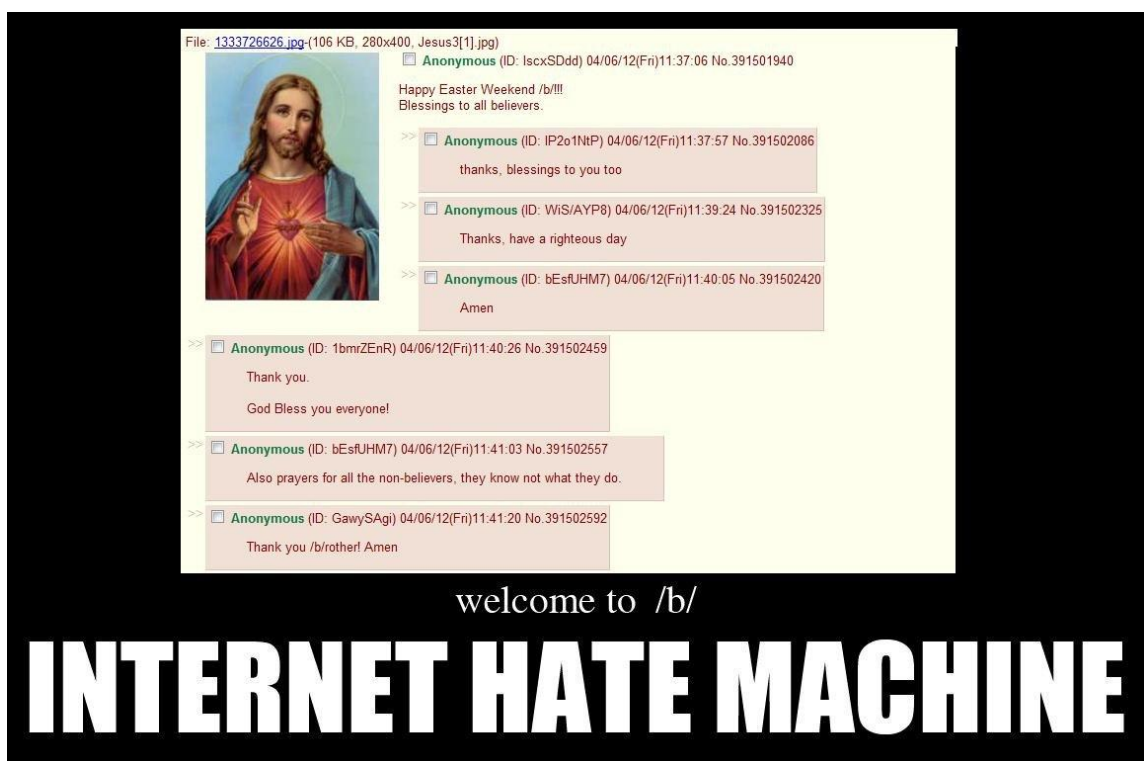 File: 1333726626.jpg-(106 KB, 280x400, Jesus3[1].jpg)
Anonymous (ID: IscxSDdd) 04/06/12(Fri)11:37:06 No.391501940
Happy Easter Weekend /b/!!!
Blessings to all believers.
>> Anonymous (ID: IP2o1NtP) 04/06/12(Fri)11:37:57 No.391502086
thanks, blessings to you too
>> Anonymous (ID: WiS/AYP8) 04/06/12(Fri)11:39:24 No.391502325
Thanks, have a righteous day
>> Anonymous (ID: bEsfUHM7) 04/06/12(Fri)11:40:05 No.391502420
Amen
>> Anonymous (ID: 1bmrZEnR) 04/06/12(Fri)11:40:26 No.391502459
Thank you.
God Bless you everyone!
>> Anonymous (ID: bEsfUHM7) 04/06/12(Fri)11:41:03 No.391502557
Also prayers for all the non-believers, they know not what they do.
>> Anonymous (ID: GawySAgi) 04/06/12(Fri)11:41:20 No.391502592
Thank you /b/rother! Amen
welcome to /b/
INTERNET HATE MACHINE